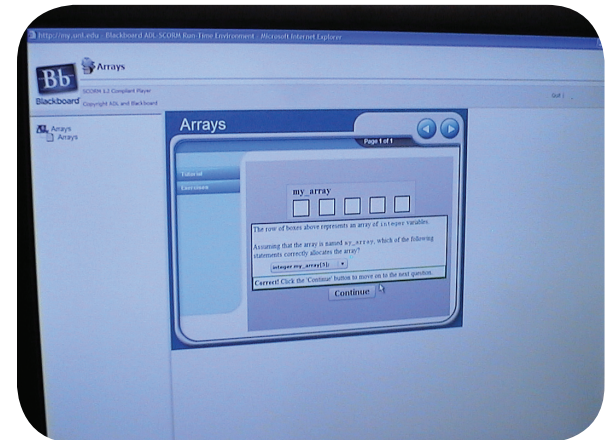 http://my.unl.edu - Blackboard ADL-SCORM Run-Time Environment - Microsoft Internet Explorer
Bb
Blackboard
Arrays
SCORM 1.2 Compliant Player
Copyright ADL and Blackboard
Quit |
Arrays
Arrays
Arrays
Page 1 of 1
Tutorial
Exercises
my_array
The row of boxes above represents an array of integer variables.
Assuming that the array is named my_array, which of the following
statements correctly allocates the array?
integer my_array[5];
Correct! Click the 'Continue' button to move on to the next question.
Continue